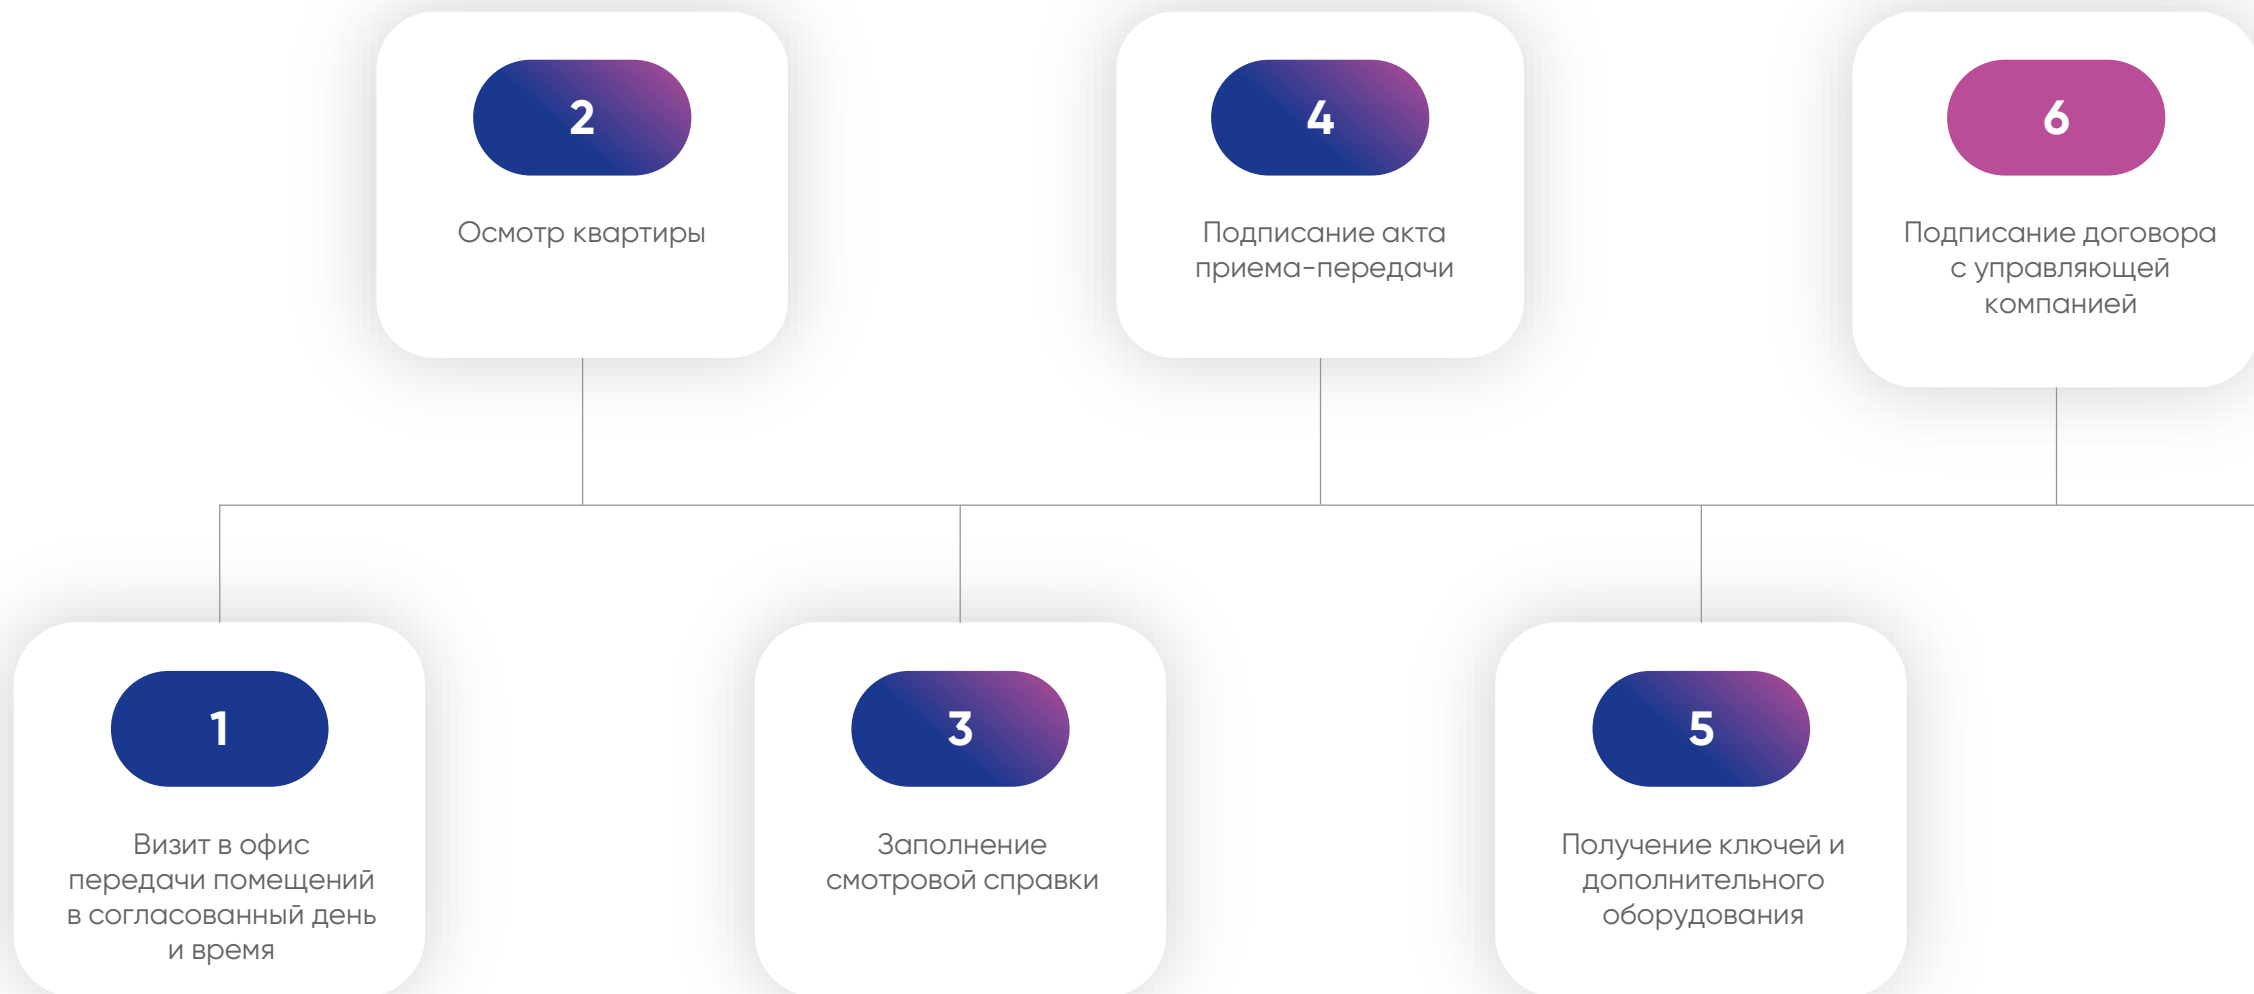 1
Визит в офис
передачи помещений
в согласованный день
и время
2
Осмотр квартиры
3
Заполнение
смотровой справки
4
Подписание акта
приема-передачи
5
Получение ключей и
дополнительного
оборудования
6
Подписание договора
с управляющей
компанией